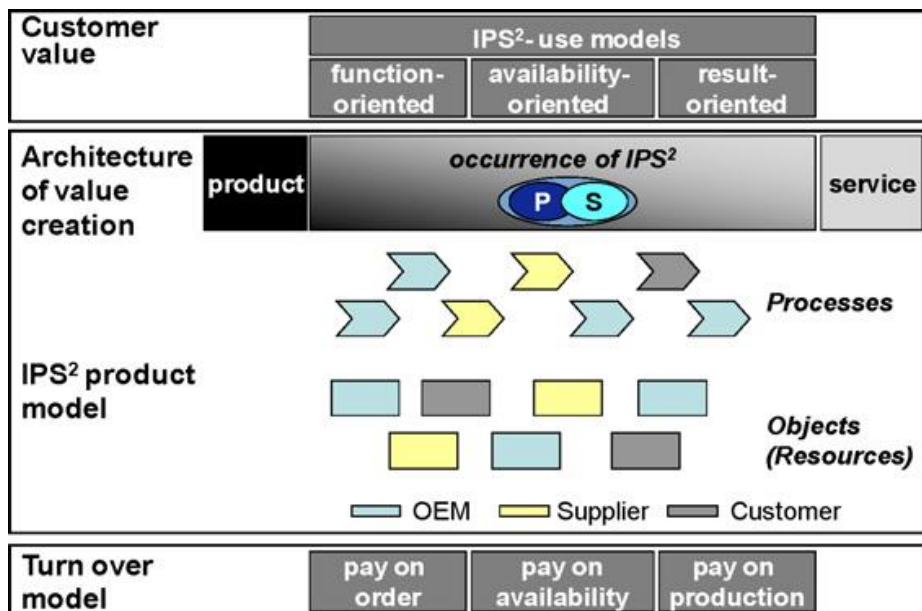 Customer
value
IPS²- use models
function-
oriented
availability-
oriented
result-
oriented
Architecture
of value
creation
product
occurrence of IPS²
P
S
service
Processes
IPS² product
model
Objects
(Resources)
OEM
Supplier
Customer
Turn over
model
pay on
order
pay on
availability
pay on
production